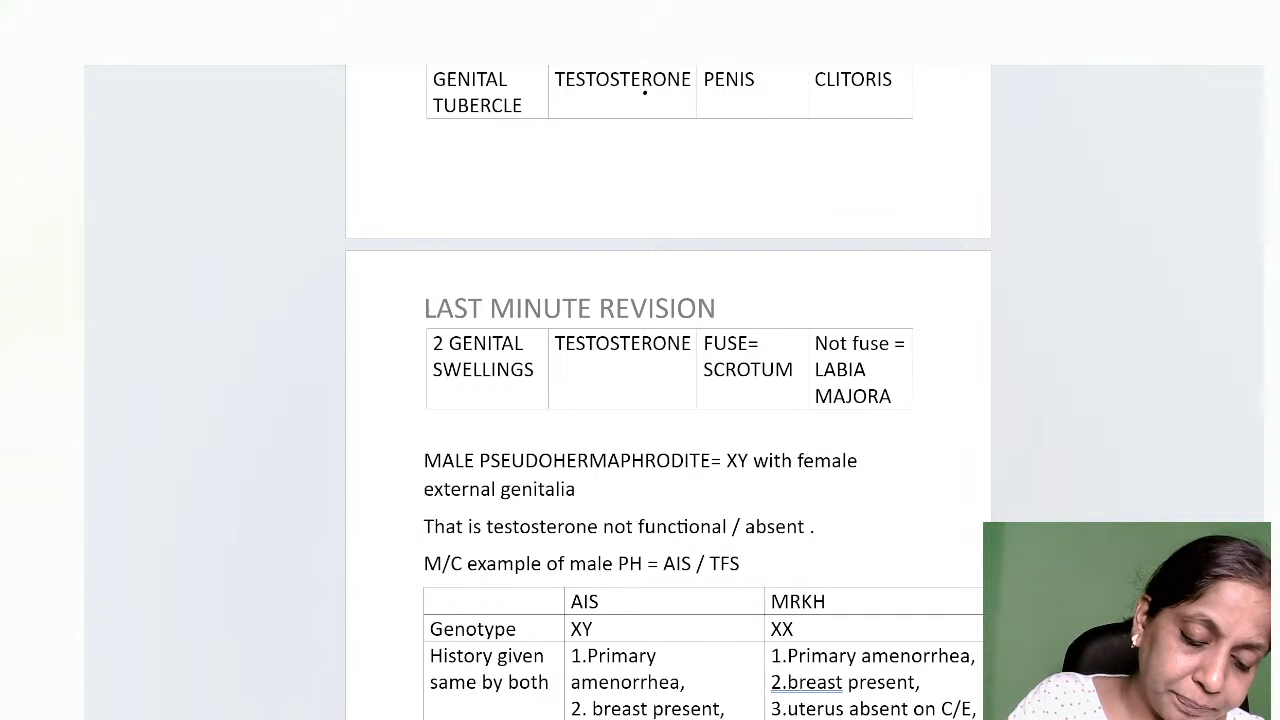 GENITAL TESTOSTERONE PENIS CLITORIS
TUBERCLE
LAST MINUTE REVISION
2 GENITAL TESTOSTERONE FUSE= Not fuse =
SWELLINGS SCROTUM LABIA
MAJORA
MALE PSEUDOHERMAPHRODITE= XY with female
external genitalia
That is testosterone not functional / absent .
M/C example of male PH = AIS / TFS
AIS MRKH
Genotype XY XX
History given 1.Primary 1.Primary amenorrhea,
same by both amenorrhea, 2.breast present,
2. breast present, 3.uterus absent on C/E,